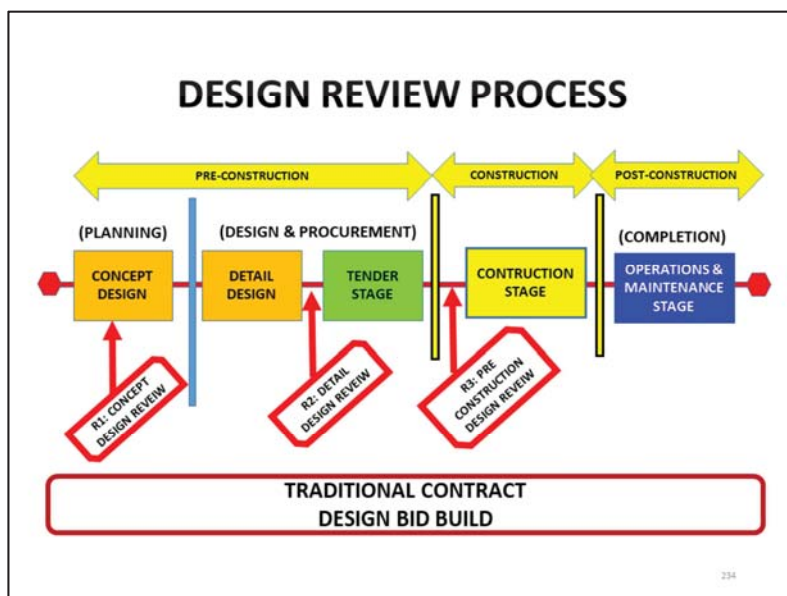 DESIGN REVIEW PROCESS
PRE-CONSTRUCTION
CONSTRUCTION
POST-CONSTRUCTION
(PLANNING)
(DESIGN & PROCUREMENT)
(COMPLETION)
CONCEPT
DESIGN
DETAIL
DESIGN
TENDER
STAGE
CONTRUCTION
STAGE
OPERATIONS &
MAINTENANCE
STAGE
R1: CONCEPT
DESIGN REVEIW
R2: DETAIL
DESIGN
REVEIW
R3: PRE
CONSTRUCTION
DESIGN REVEIW
TRADITIONAL CONTRACT
DESIGN BID BUILD
234